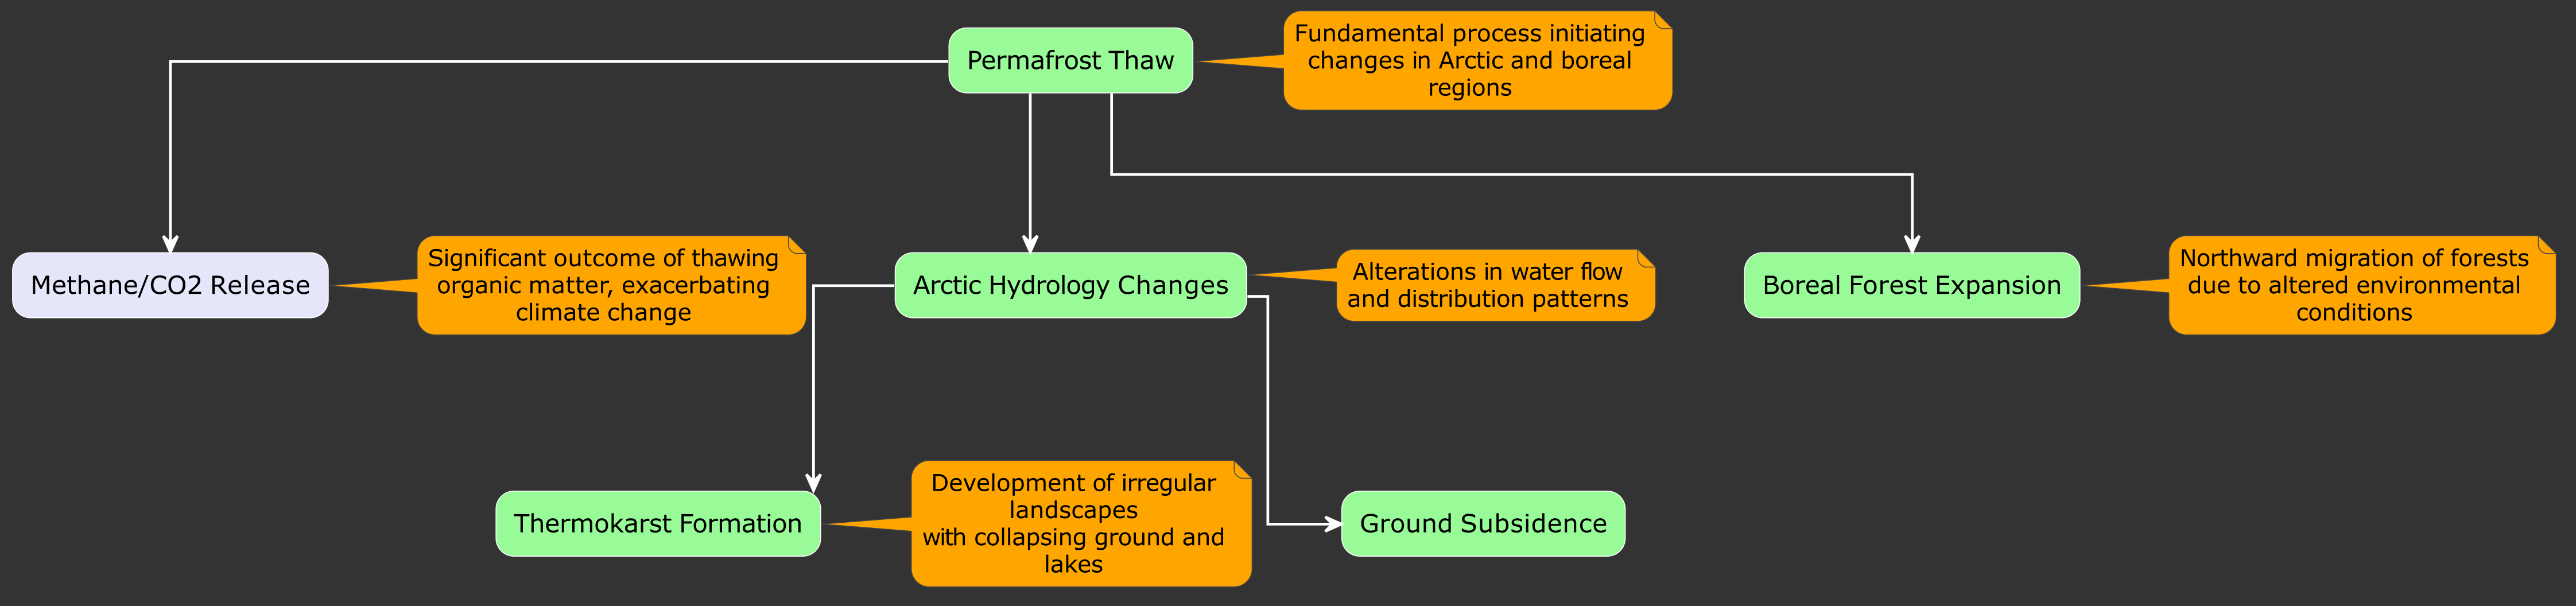 Permafrost Thaw
Fundamental process initiating
changes in Arctic and boreal
regions
Methane/CO2 Release
Significant outcome of thawing
organic matter, exacerbating
climate change
Arctic Hydrology Changes
Alterations in water flow
and distribution patterns
Boreal Forest Expansion
Northward migration of forests
due to altered environmental
conditions
Thermokarst Formation
Development of irregular
landscapes
with collapsing ground and
lakes
Ground Subsidence